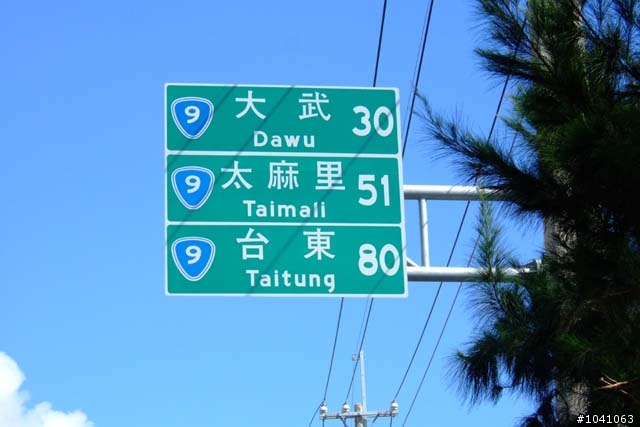 9 大武 30
Dawu
9 太麻里 51
Taimali
9 台東 80
Taitung
#1041063